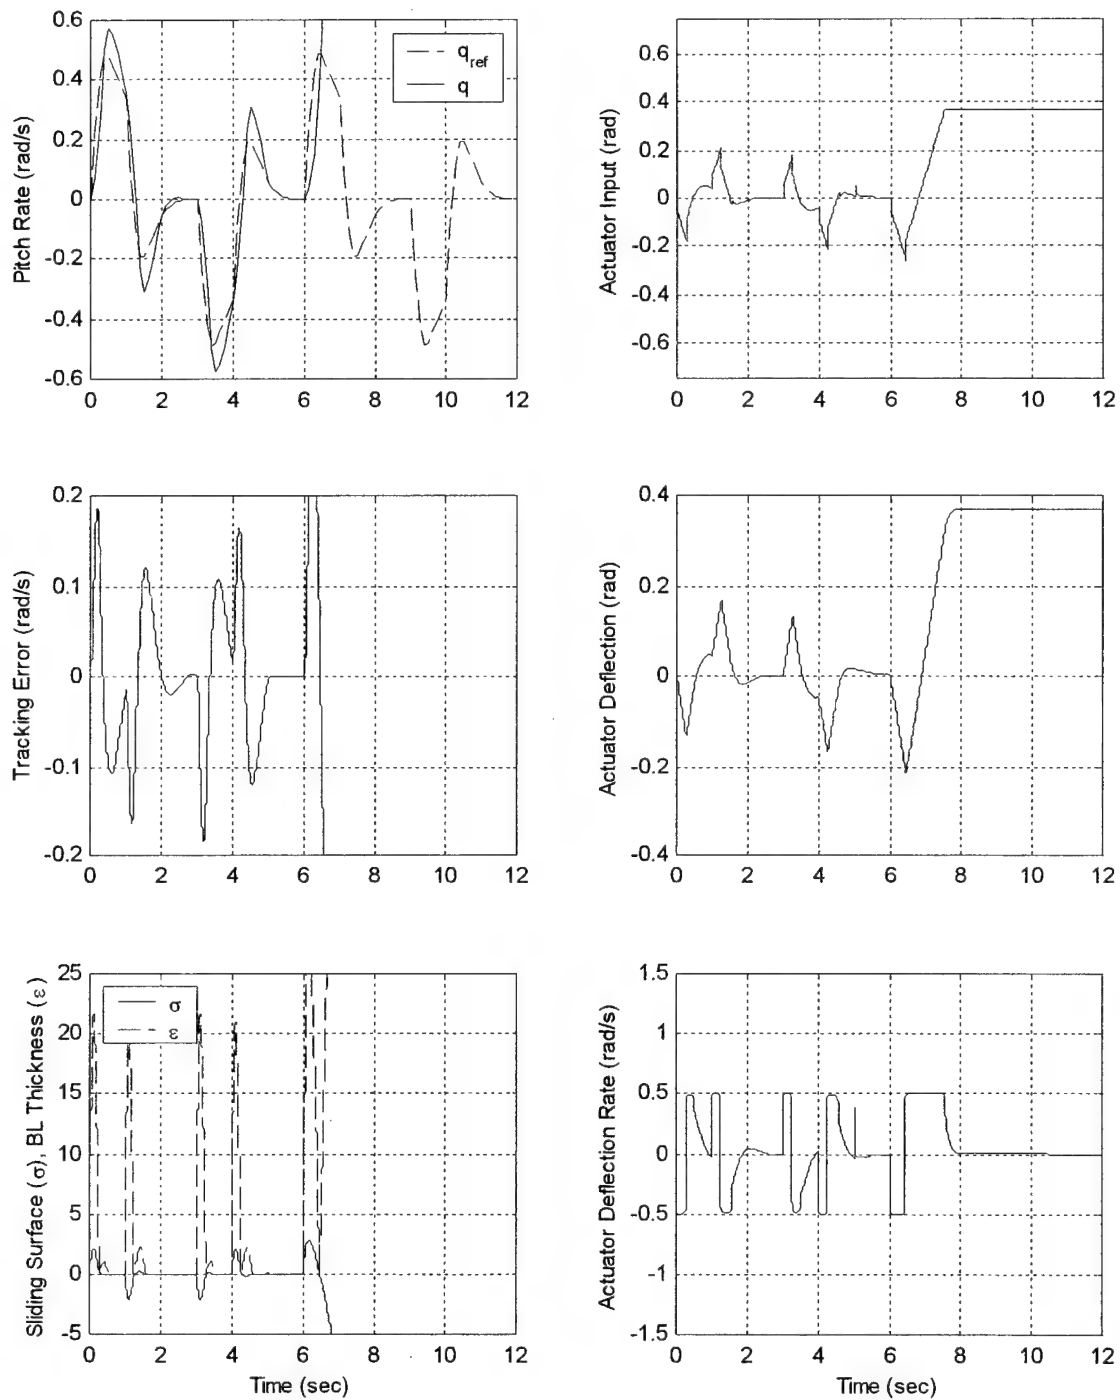 0.6
0.4
0.2
0
-0.2
-0.4
-0.6
Pitch Rate (rad/s)
q_ref
q
0 2 4 6 8 10 12
0.6
0.4
0.2
0
-0.2
-0.4
-0.6
Actuator Input (rad)
0 2 4 6 8 10 12
0.2
0.1
0
-0.1
-0.2
Tracking Error (rad/s)
0 2 4 6 8 10 12
0.4
0.2
0
-0.2
-0.4
Actuator Deflection (rad)
0 2 4 6 8 10 12
25
20
15
10
5
0
-5
Sliding Surface (σ), BL Thickness (ε)
σ
ε
0 2 4 6 8 10 12
Time (sec)
1.5
1
0.5
0
-0.5
-1
-1.5
Actuator Deflection Rate (rad/s)
0 2 4 6 8 10 12
Time (sec)